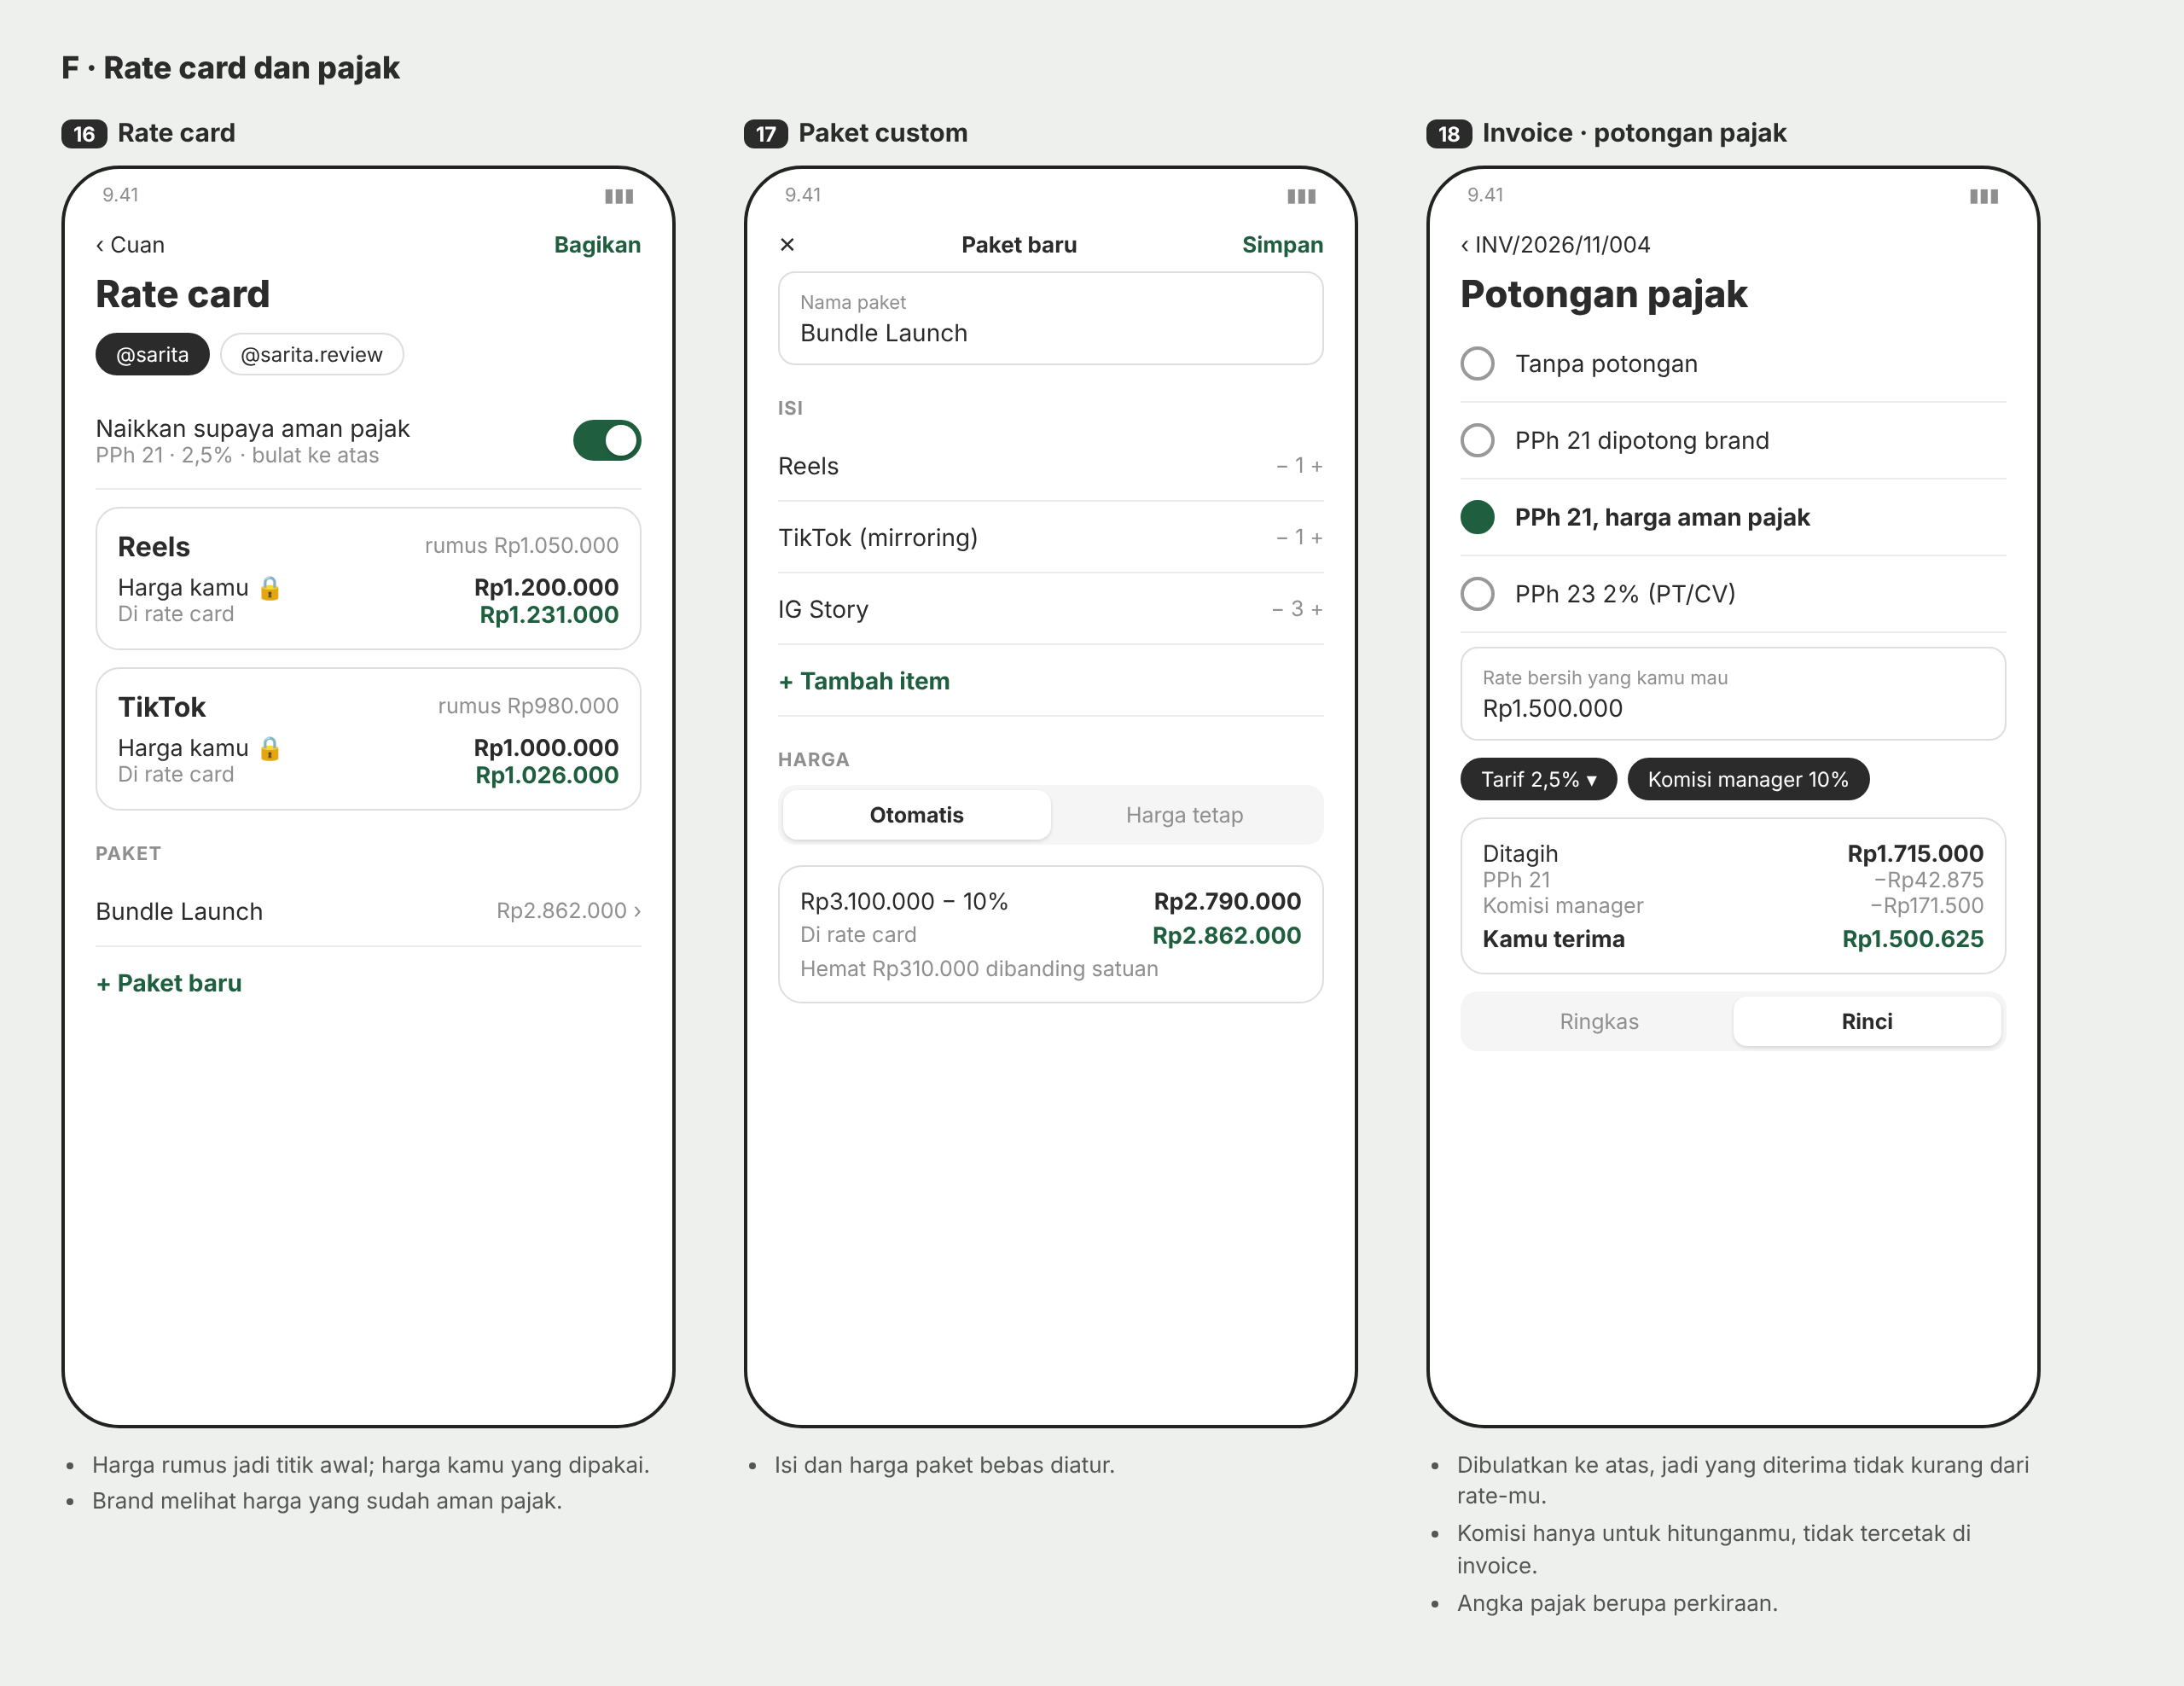 F · Rate card dan pajak
16 Rate card
9.41
‹ Cuan
Bagikan
Rate card
@sarita
@sarita.review
Naikkan supaya aman pajak
PPh 21 · 2,5% · bulat ke atas
Reels
rumus Rp1.050.000
Harga kamu 🔒
Rp1.200.000
Di rate card
Rp1.231.000
TikTok
rumus Rp980.000
Harga kamu 🔒
Rp1.000.000
Di rate card
Rp1.026.000
PAKET
Bundle Launch
Rp2.862.000 ›
+ Paket baru
• Harga rumus jadi titik awal; harga kamu yang dipakai.
• Brand melihat harga yang sudah aman pajak.
17 Paket custom
9.41
✕
Paket baru
Simpan
Nama paket
Bundle Launch
ISI
Reels
− 1 +
TikTok (mirroring)
− 1 +
IG Story
− 3 +
+ Tambah item
HARGA
Otomatis
Harga tetap
Rp3.100.000 − 10%
Rp2.790.000
Di rate card
Rp2.862.000
Hemat Rp310.000 dibanding satuan
• Isi dan harga paket bebas diatur.
18 Invoice · potongan pajak
9.41
‹ INV/2026/11/004
Potongan pajak
Tanpa potongan
PPh 21 dipotong brand
PPh 21, harga aman pajak
PPh 23 2% (PT/CV)
Rate bersih yang kamu mau
Rp1.500.000
Tarif 2,5% ▾
Komisi manager 10%
Ditagih
Rp1.715.000
PPh 21
−Rp42.875
Komisi manager
−Rp171.500
Kamu terima
Rp1.500.625
Ringkas
Rinci
• Dibulatkan ke atas, jadi yang diterima tidak kurang dari
rate-mu.
• Komisi hanya untuk hitunganmu, tidak tercetak di
invoice.
• Angka pajak berupa perkiraan.